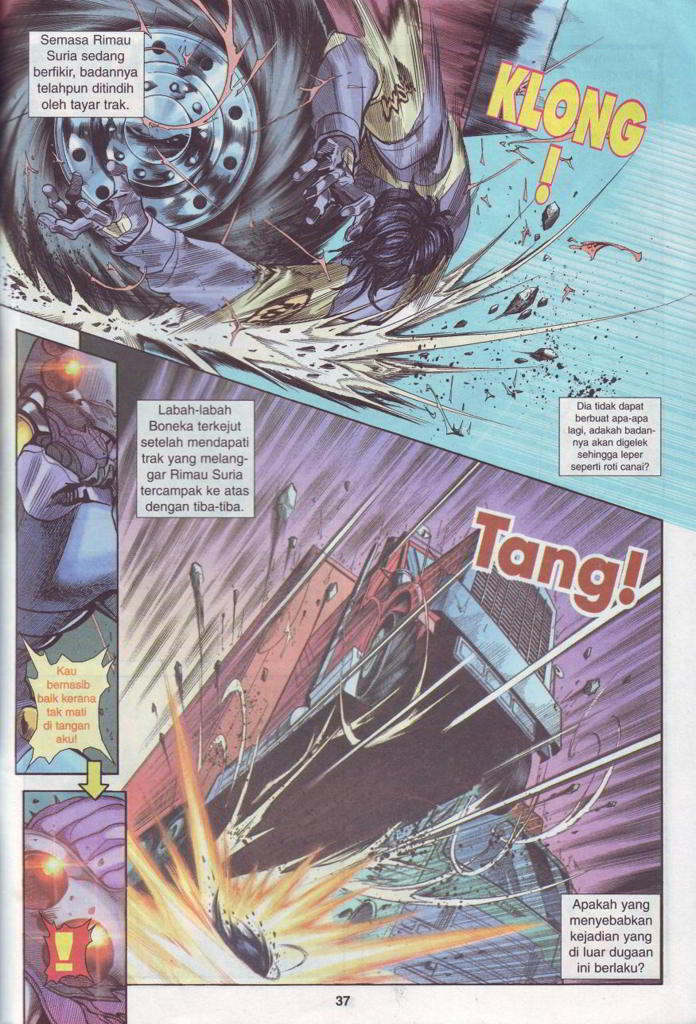 Semasa Rimau
Suria sedang
berfikir, badannya
telahpun ditindih
oleh tayar trak.
KLONG
!
Dia tidak dapat
berbuat apa-apa
lagi, adakah badan-
nya akan digelek
sehingga leper
seperti roti canai?
Kau
bernasib
baik kerana
tak mati
di tangan
aku!
Labah-labah
Boneka terkejut
setelah mendapati
trak yang melang-
gar Rimau Suria
tercampak ke atas
dengan tiba-tiba.
Tang!
!
Apakah yang
menyebabkan
kejadian yang
di luar dugaan
ini berlaku?
37